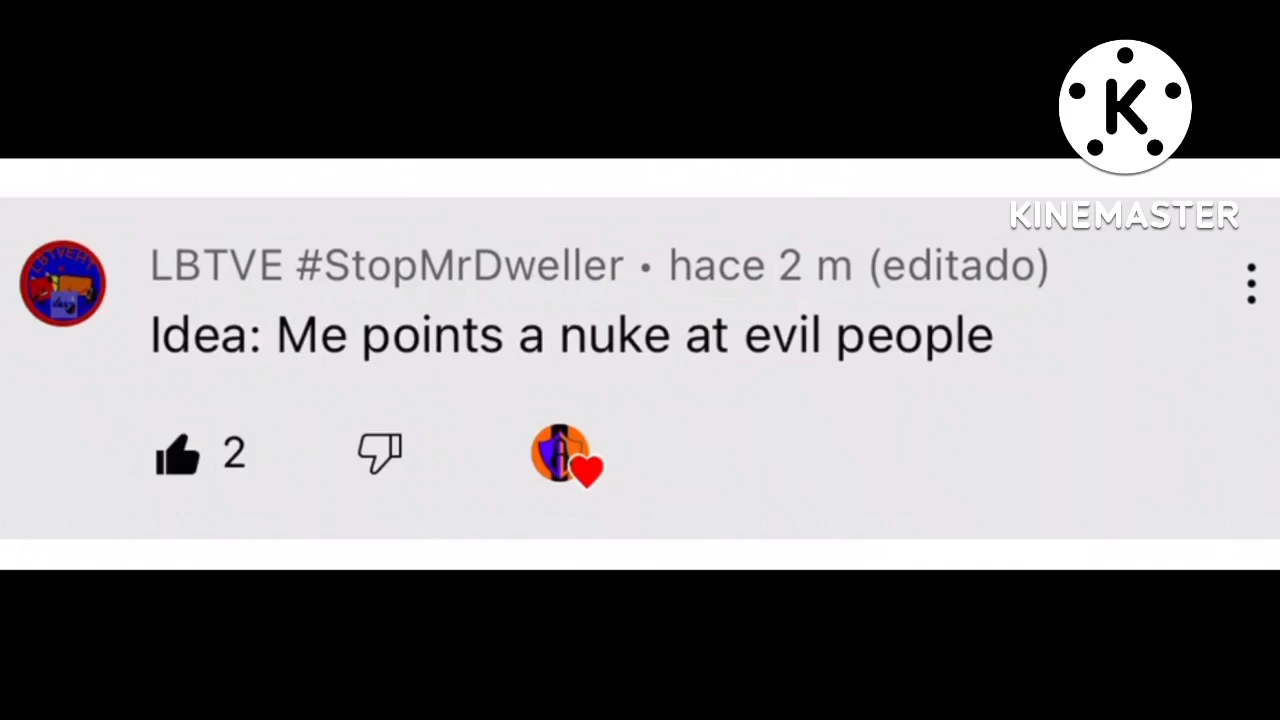 K
KINEMASTER
LBTVE #StopMrDweller • hace 2 m (editado)
Idea: Me points a nuke at evil people
2